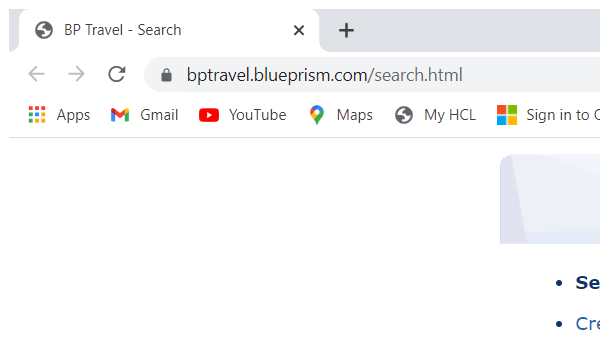 BP Travel - Search
bptravel.blueprism.com/search.html
Apps Gmail YouTube Maps My HCL Sign in to
Se
Cre